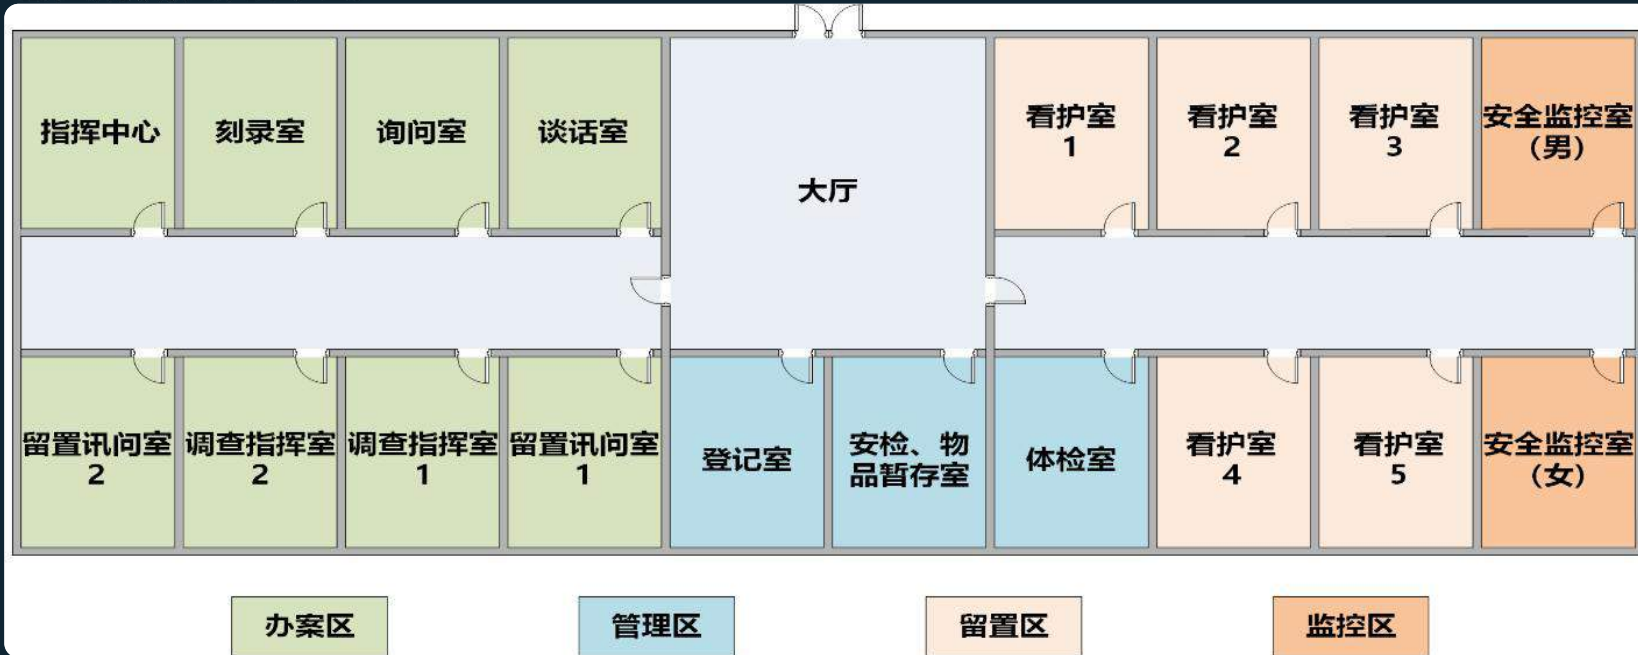 指挥中心
刻录室
询问室
谈话室
大厅
看护室
1
看护室
2
看护室
3
安全监控室
（男）
留置讯问室
2
调查指挥室
2
调查指挥室
1
留置讯问室
1
登记室
安检、物
品暂存室
体检室
看护室
4
看护室
5
安全监控室
（女）
办案区
管理区
留置区
监控区